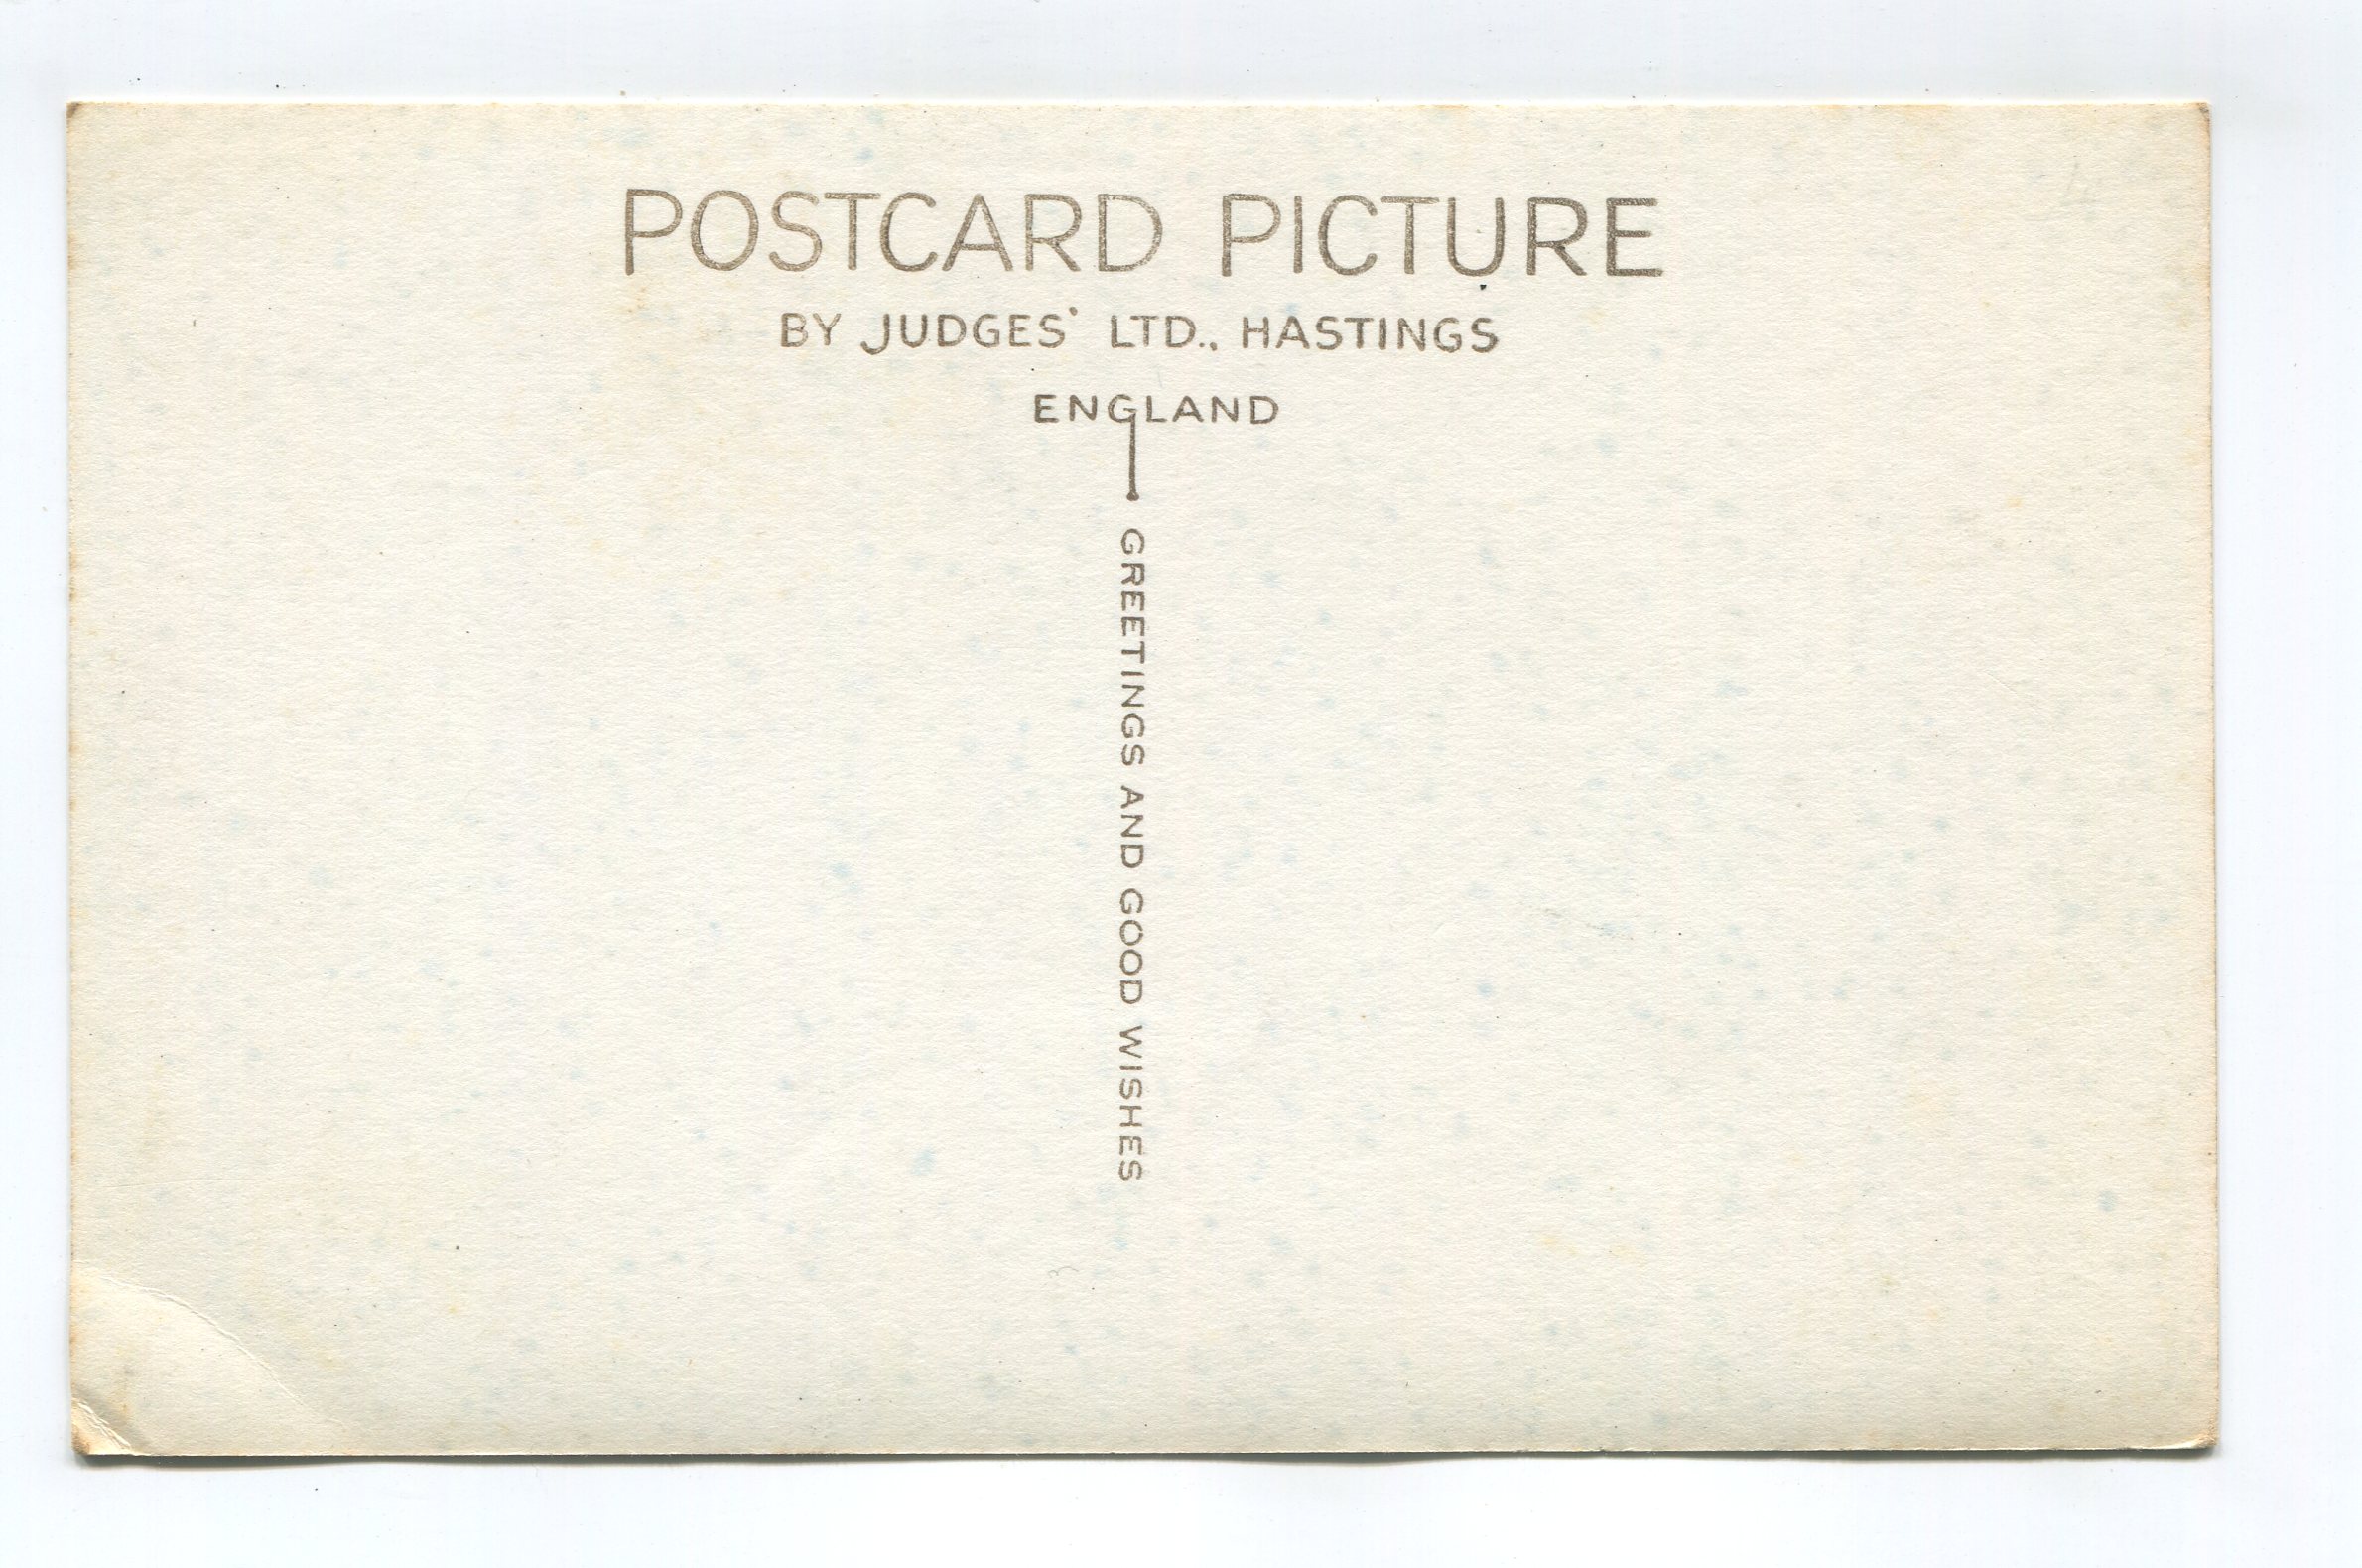 POSTCARD PICTURE
BY JUDGES' LTD., HASTINGS
ENGLAND
GREETINGS AND GOOD WISHES